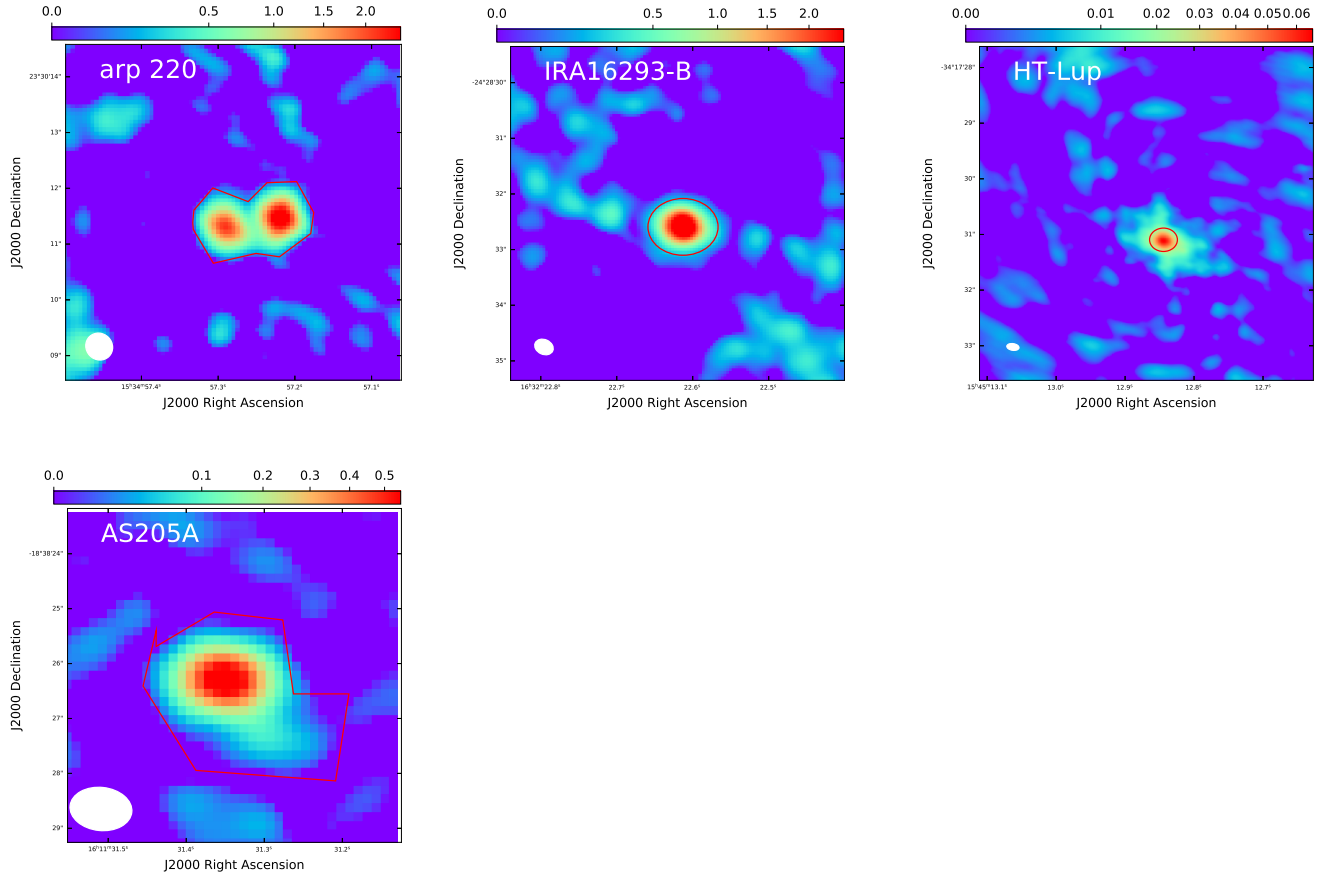 0.0 0.5 1.0 1.5 2.0
arp 220
23°30'14"
13"
12"
11"
10"
09"
15ʰ34ᵐ57.4ˢ 57.3ˢ 57.2ˢ 57.1ˢ
J2000 Declination
J2000 Right Ascension
0.0 0.5 1.0 2.0
IRA16293-B
-24°28'30"
31"
32"
33"
34"
35"
16ʰ32ᵐ22.8ˢ 22.7ˢ 22.6ˢ 22.5ˢ
J2000 Declination
J2000 Right Ascension
0.00 0.01 0.02 0.03 0.04 0.05 0.06
HT-Lup
-34°17'28"
29"
30"
31"
32"
33"
15ʰ45ᵐ13.1ˢ 13.0ˢ 12.9ˢ 12.8ˢ 12.7ˢ
J2000 Declination
J2000 Right Ascension
0.0 0.1 0.2 0.3 0.4 0.5
AS205A
-18°38'24"
25"
26"
27"
28"
29"
16ʰ11ᵐ31.5ˢ 31.4ˢ 31.3ˢ 31.2ˢ
J2000 Declination
J2000 Right Ascension